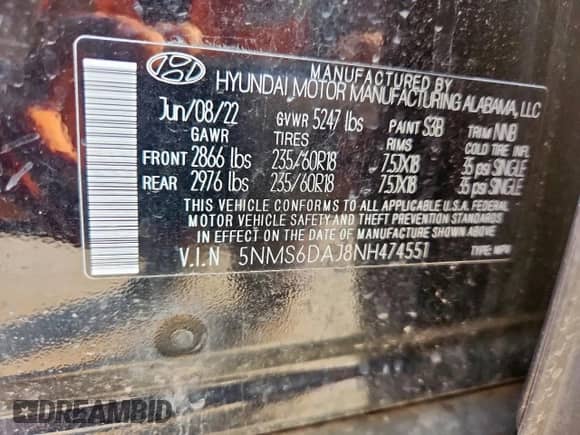 MANUFACTURED BY
HYUNDAI MOTOR MANUFACTURING ALABAMA, LLC
Jun/08/22 GVWR 5247 lbs PAINT S3B TRIM NNB
GAWR TIRES RIMS COLD TIRE INFL
FRONT 2866 lbs 235/60R18 7.5JX18 35 psi SINGLE
REAR 2976 lbs 235/60R18 7.5JX18 35 psi SINGLE
THIS VEHICLE CONFORMS TO ALL APPLICABLE U.S.A. FEDERAL
MOTOR VEHICLE SAFETY AND THEFT PREVENTION STANDARDS
IN EFFECT ON THE DATE OF MANUFACTURE SHOWN ABOVE.
V.I.N 5NMS6DAJ8NH474551 TYPE: MPV
DREAMBID